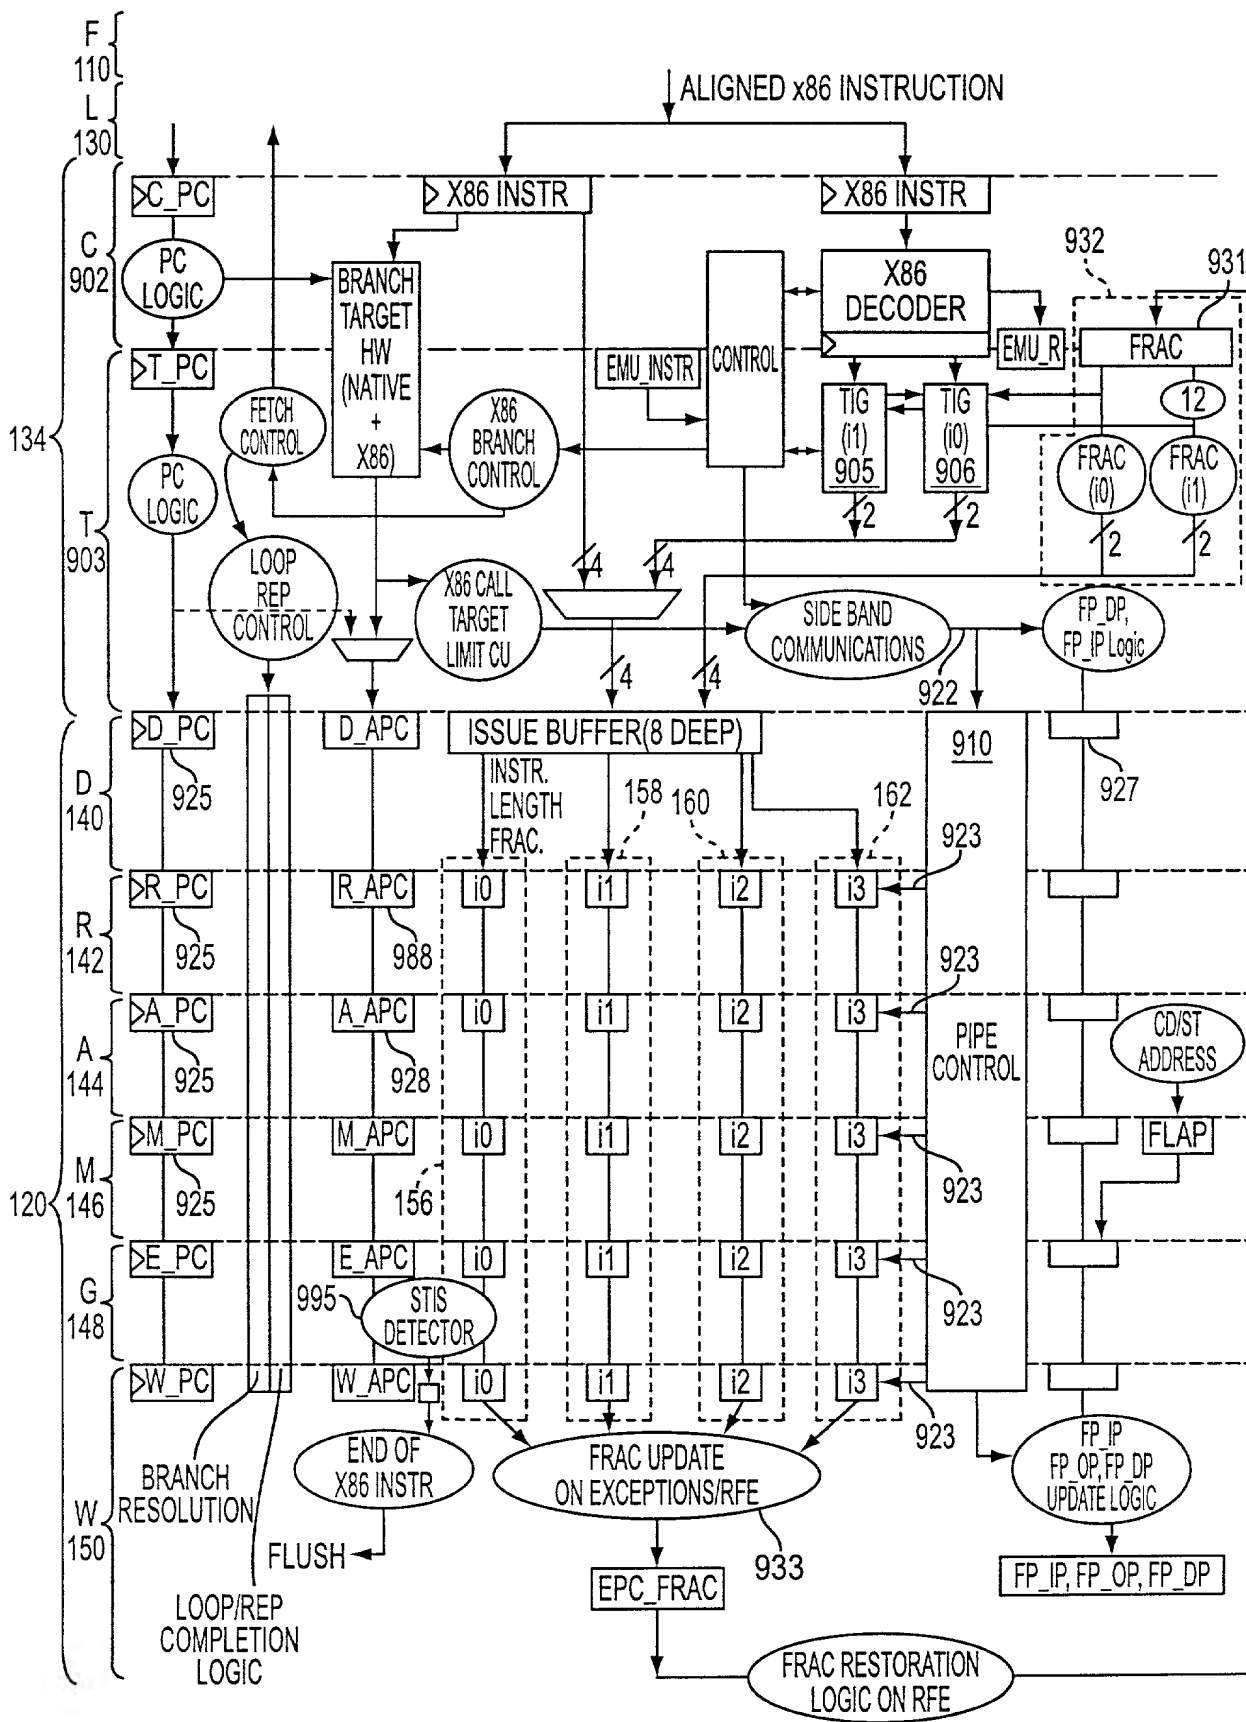 F
110
ALIGNED x86 INSTRUCTION
L
130
C_PC
X86 INSTR
X86 INSTR
C
902
PC
LOGIC
BRANCH
TARGET
HW
(NATIVE
+
X86)
CONTROL
X86
DECODER
932
931
T_PC
EMU_INSTR
EMU_R
FRAC
12
134
FETCH
CONTROL
X86
BRANCH
CONTROL
TIG
(i1)
905
TIG
(i0)
906
FRAC
(i0)
FRAC
(i1)
PC
LOGIC
2
2
2
2
T
903
LOOP
REP
CONTROL
X86 CALL
TARGET
LIMIT CU
4
4
SIDE BAND
COMMUNICATIONS
FP_DP,
FP_IP Logic
4
4
922
D_PC
D_APC
ISSUE BUFFER(8 DEEP)
910
925
927
D
140
INSTR.
LENGTH
FRAC.
158
160
162
923
R_PC
R_APC
i0
i1
i2
i3
R
142
925
988
923
A_PC
A_APC
i0
i1
i2
i3
A
144
925
928
PIPE
CONTROL
CD/ST
ADDRESS
M_PC
M_APC
i0
i1
i2
i3
FLAP
120
M
146
925
156
923
E_PC
E_APC
i0
i1
i2
i3
G
148
995
STIS
DETECTOR
923
W_PC
W_APC
i0
i1
i2
i3
923
BRANCH
RESOLUTION
END OF
X86 INSTR
FRAC UPDATE
ON EXCEPTIONS/RFE
FP_IP
FP_OP, FP_DP
UPDATE LOGIC
W
150
FLUSH
933
EPC_FRAC
FP_IP, FP_OP, FP_DP
LOOP/REP
COMPLETION
LOGIC
FRAC RESTORATION
LOGIC ON RFE